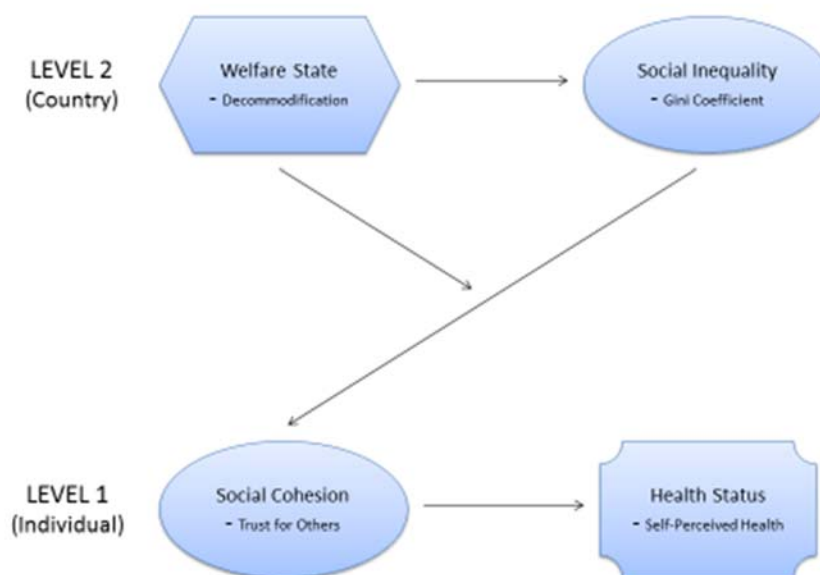 LEVEL 2
(Country)
Welfare State
- Decommodification
Social Inequality
- Gini Coefficient
LEVEL 1
(Individual)
Social Cohesion
- Trust for Others
Health Status
- Self-Perceived Health